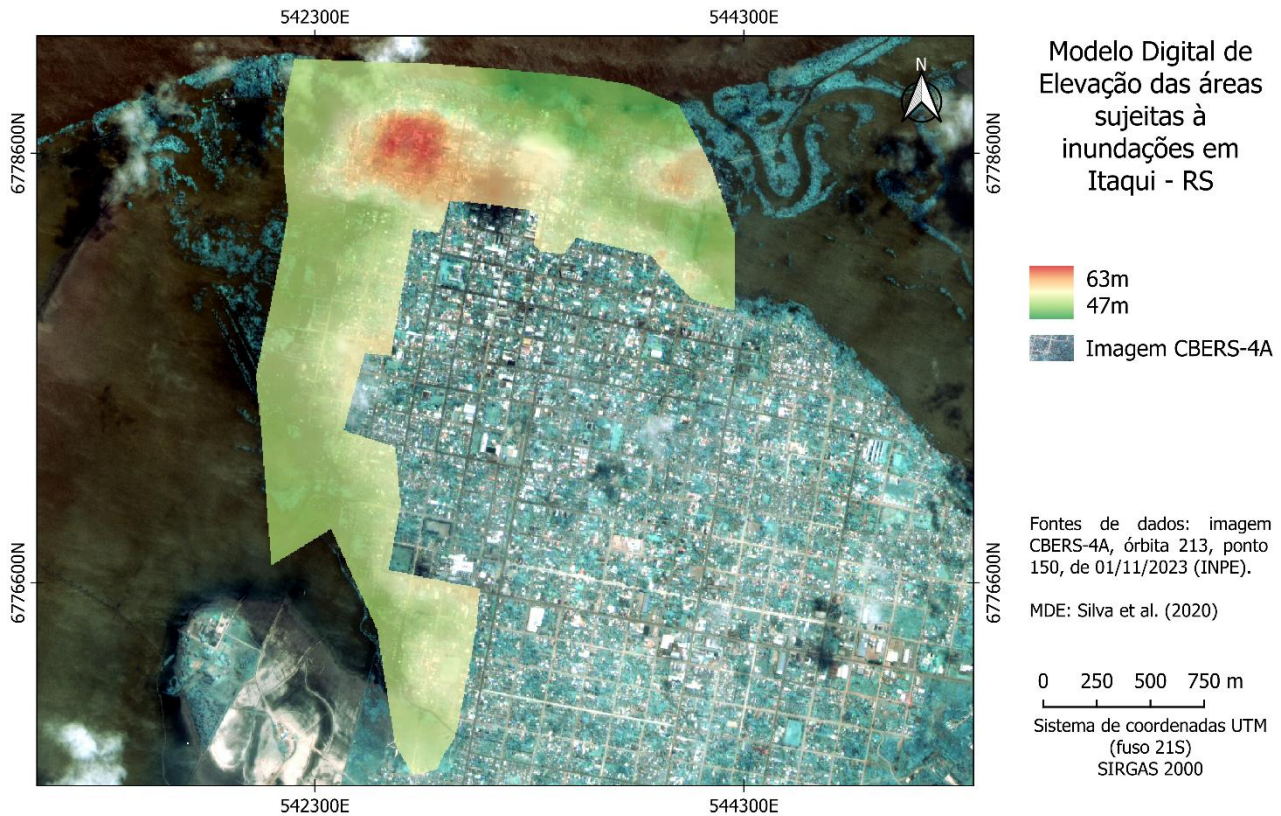 542300E
544300E
6778600N
6776600N
6778600N
6776600N
542300E
544300E
N
Modelo Digital de
Elevação das áreas
sujeitas à
inundações em
Itaqui - RS
63m
47m
Imagem CBERS-4A
Fontes de dados: imagem
CBERS-4A, órbita 213, ponto
150, de 01/11/2023 (INPE).
MDE: Silva et al. (2020)
0 250 500 750 m
Sistema de coordenadas UTM
(fuso 21S)
SIRGAS 2000